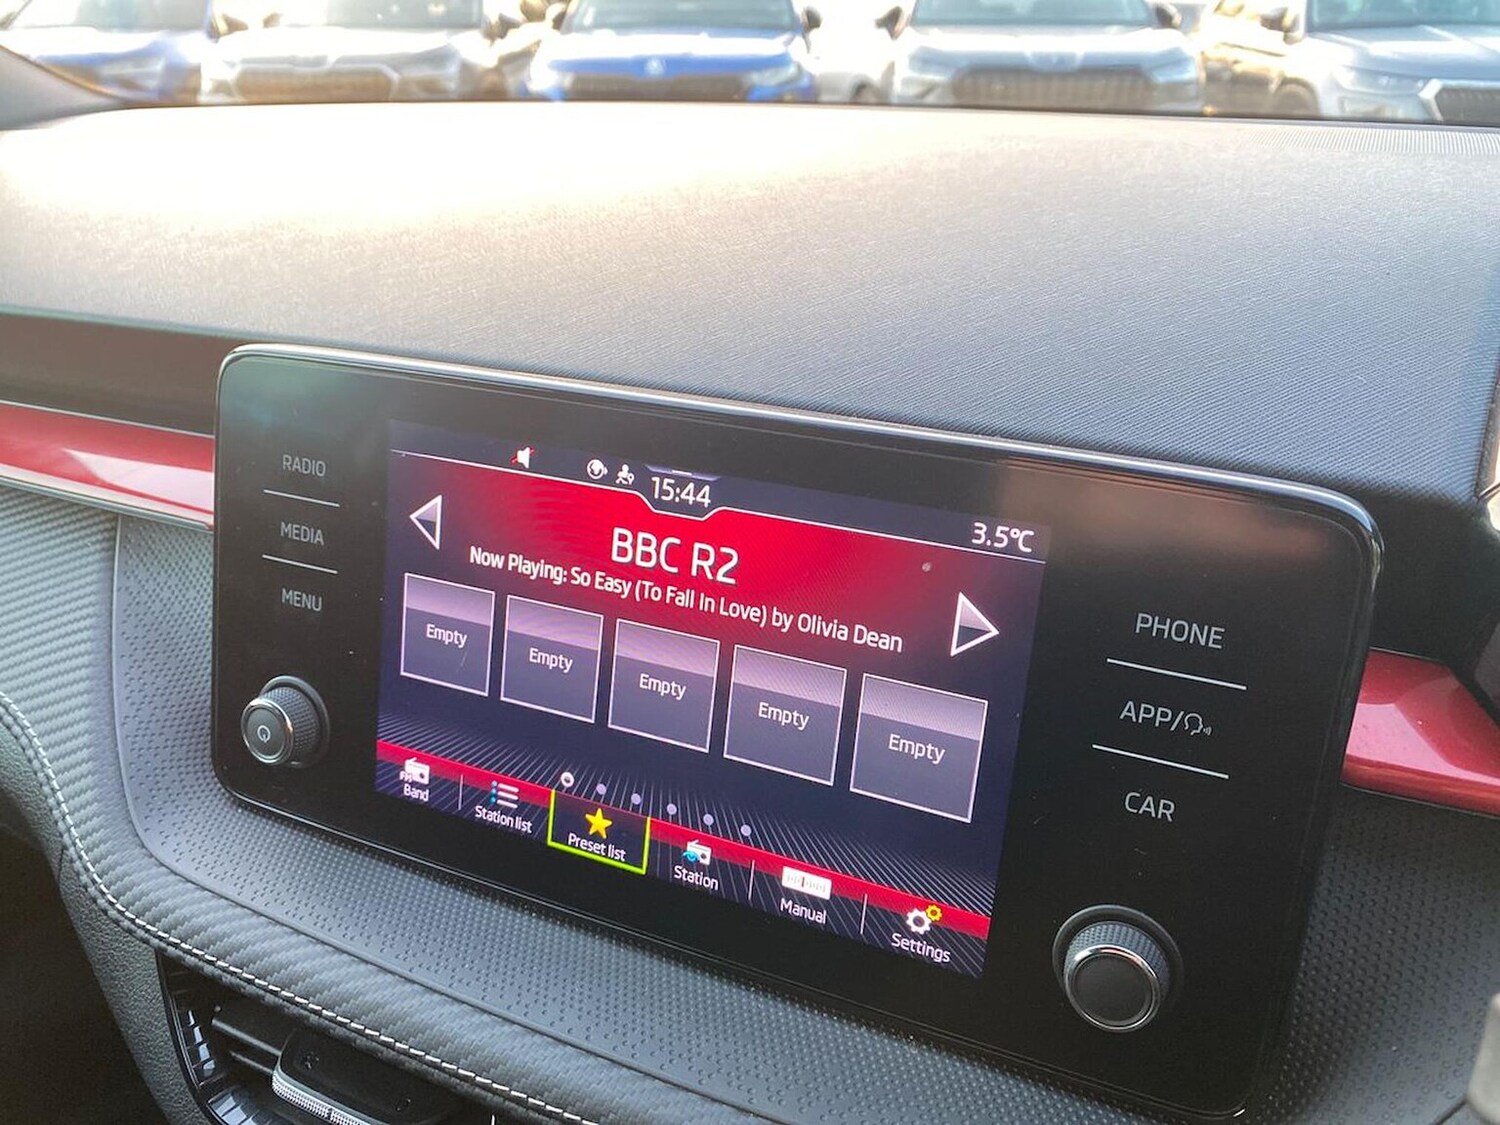 RADIO
MEDIA
MENU
15:44
3.5°C
BBC R2
Now Playing: So Easy (To Fall In Love) by Olivia Dean
Empty
Empty
Empty
Empty
Empty
FM
Band
Station list
Preset list
Station
Manual
Settings
PHONE
APP/
CAR